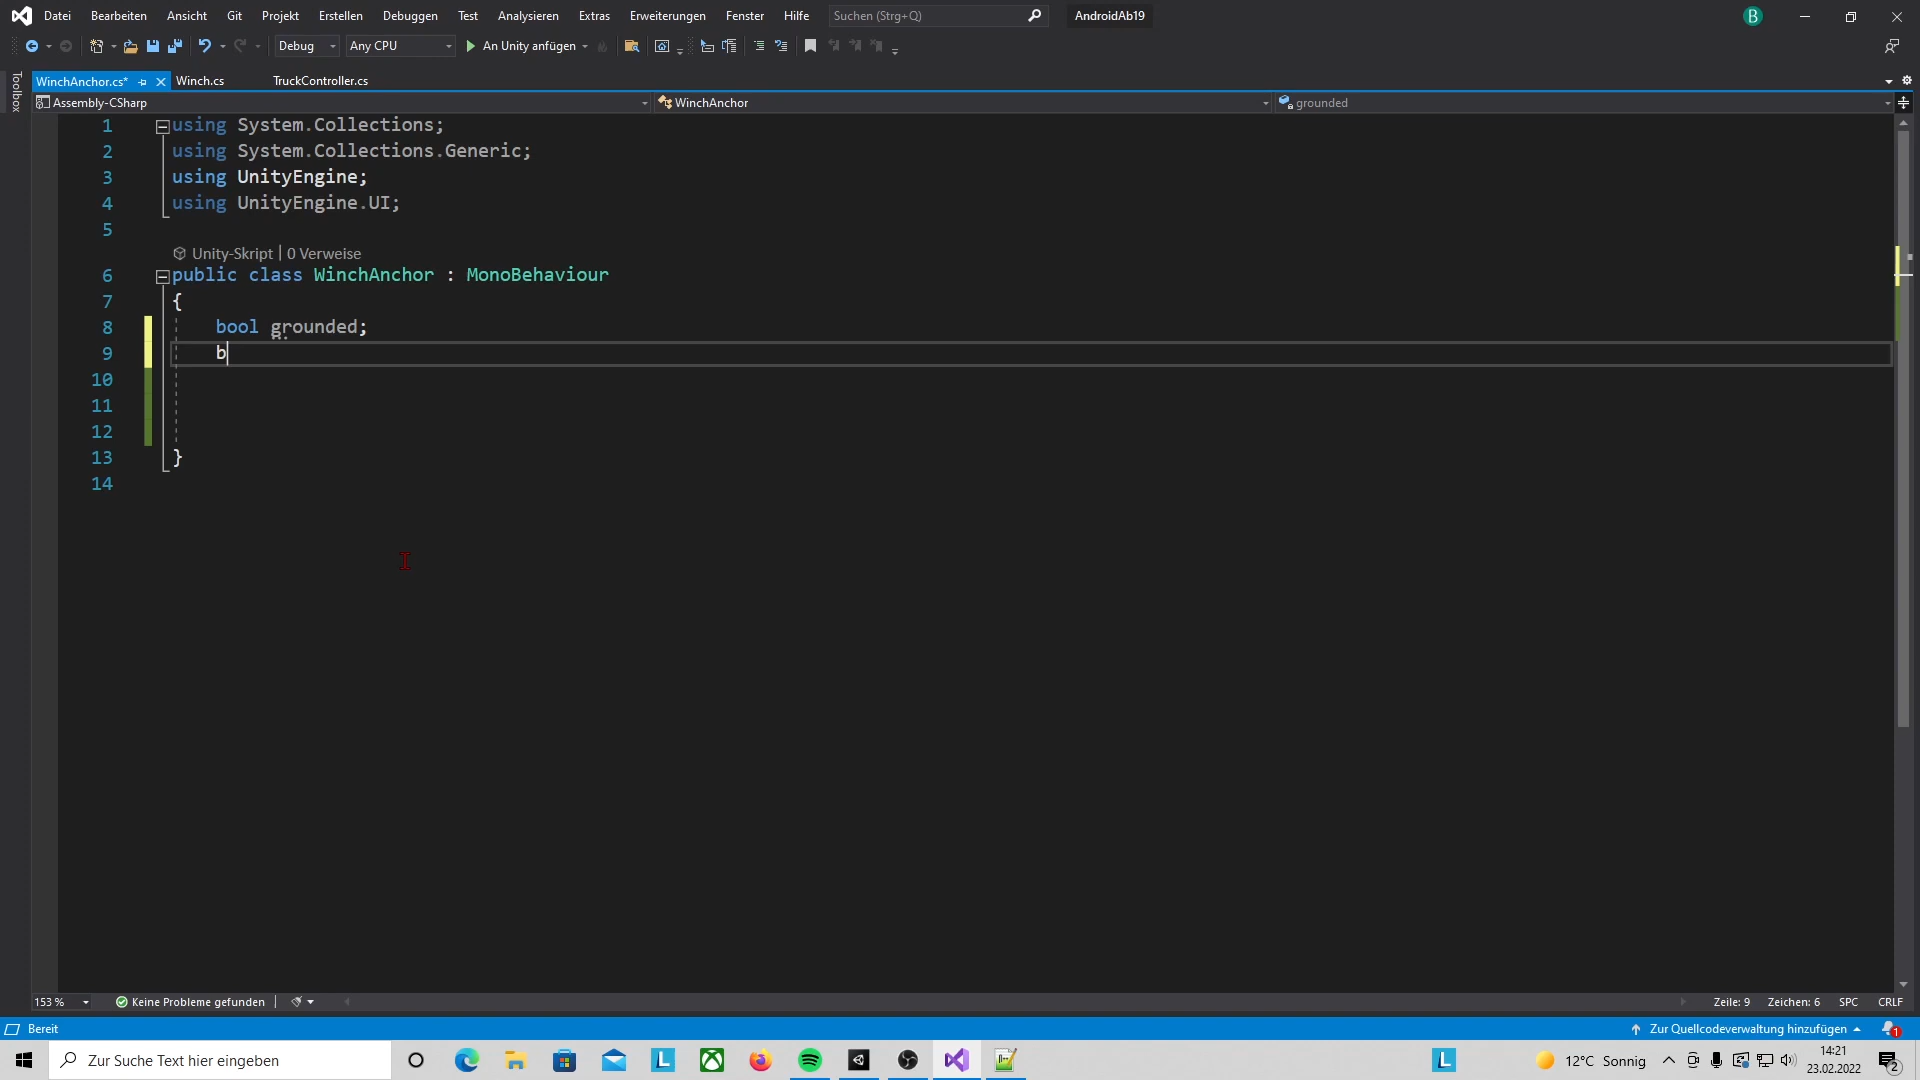 Datei Bearbeiten Ansicht Git Projekt Erstellen Debuggen Test Analysieren Extras Erweiterungen Fenster Hilfe Suchen (Strg+Q) AndroidAb19 B
Debug Any CPU An Unity anfügen
Toolbox
WinchAnchor.cs* Winch.cs TruckController.cs
Assembly-CSharp WinchAnchor grounded
1 using System.Collections;
2 using System.Collections.Generic;
3 using UnityEngine;
4 using UnityEngine.UI;
5
Unity-Skript | 0 Verweise
6 public class WinchAnchor : MonoBehaviour
7 {
8 bool grounded;
9 b
10
11
12
13 }
14
153 % Keine Probleme gefunden Zeile: 9 Zeichen: 6 SPC CRLF
Bereit Zur Quellcodeverwaltung hinzufügen 1
Zur Suche Text hier eingeben L L 12°C Sonnig 14:21
23.02.2022 2